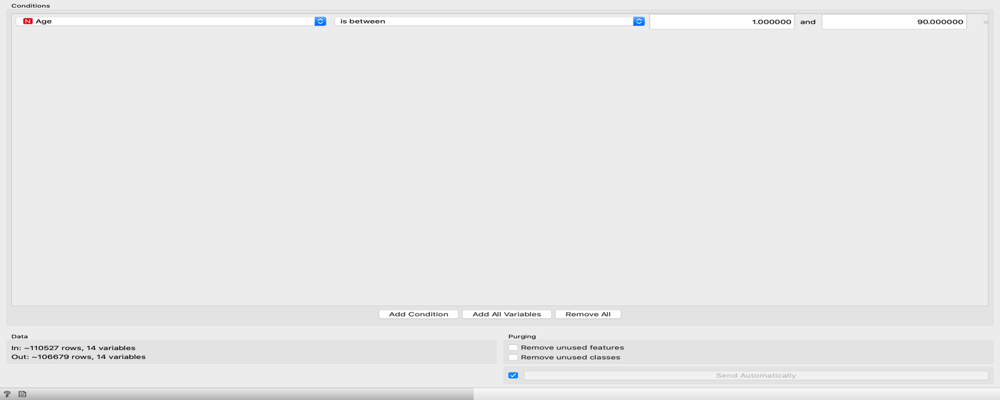 Conditions
N Age is between 1.000000 and 90.000000 ×
Add Condition Add All Variables Remove All
Data
In: ~110527 rows, 14 variables
Out: ~106679 rows, 14 variables
Purging
Remove unused features
Remove unused classes
Send Automatically
?